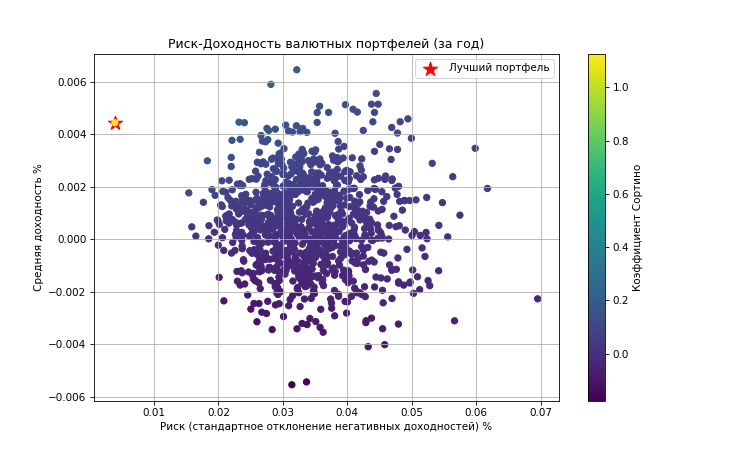 Риск-Доходность валютных портфелей (за год)
Лучший портфель
0.006
0.004
0.002
0.000
−0.002
−0.004
−0.006
Средняя доходность %
0.01 0.02 0.03 0.04 0.05 0.06 0.07
Риск (стандартное отклонение негативных доходностей) %
1.0
0.8
0.6
0.4
0.2
0.0
Коэффициент Сортино